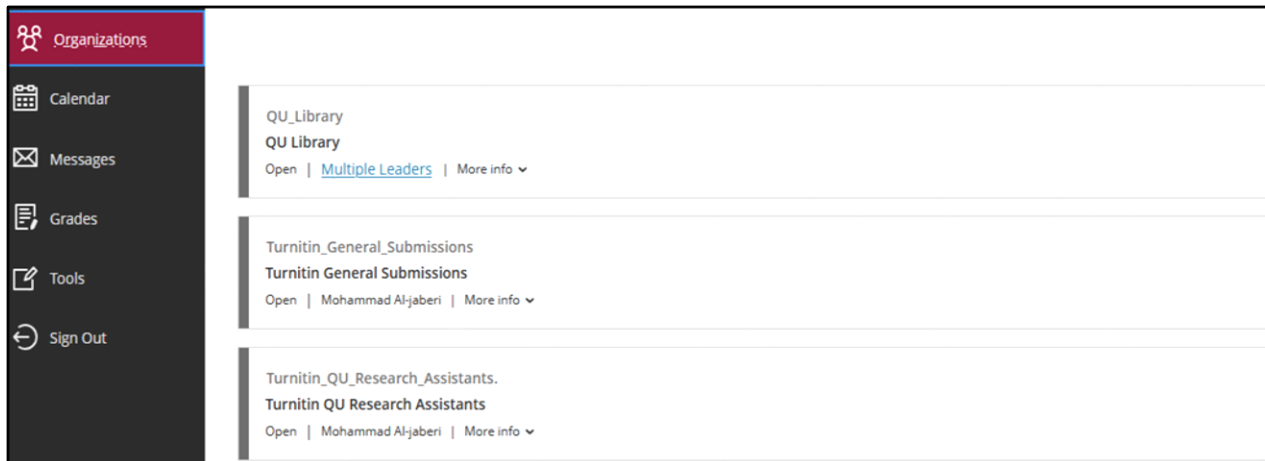 Organizations
Calendar
Messages
Grades
Tools
Sign Out
QU_Library
QU Library
Open | Multiple Leaders | More info
Turnitin_General_Submissions
Turnitin General Submissions
Open | Mohammad Al-jaberi | More info
Turnitin_QU_Research_Assistants.
Turnitin QU Research Assistants
Open | Mohammad Al-jaberi | More info